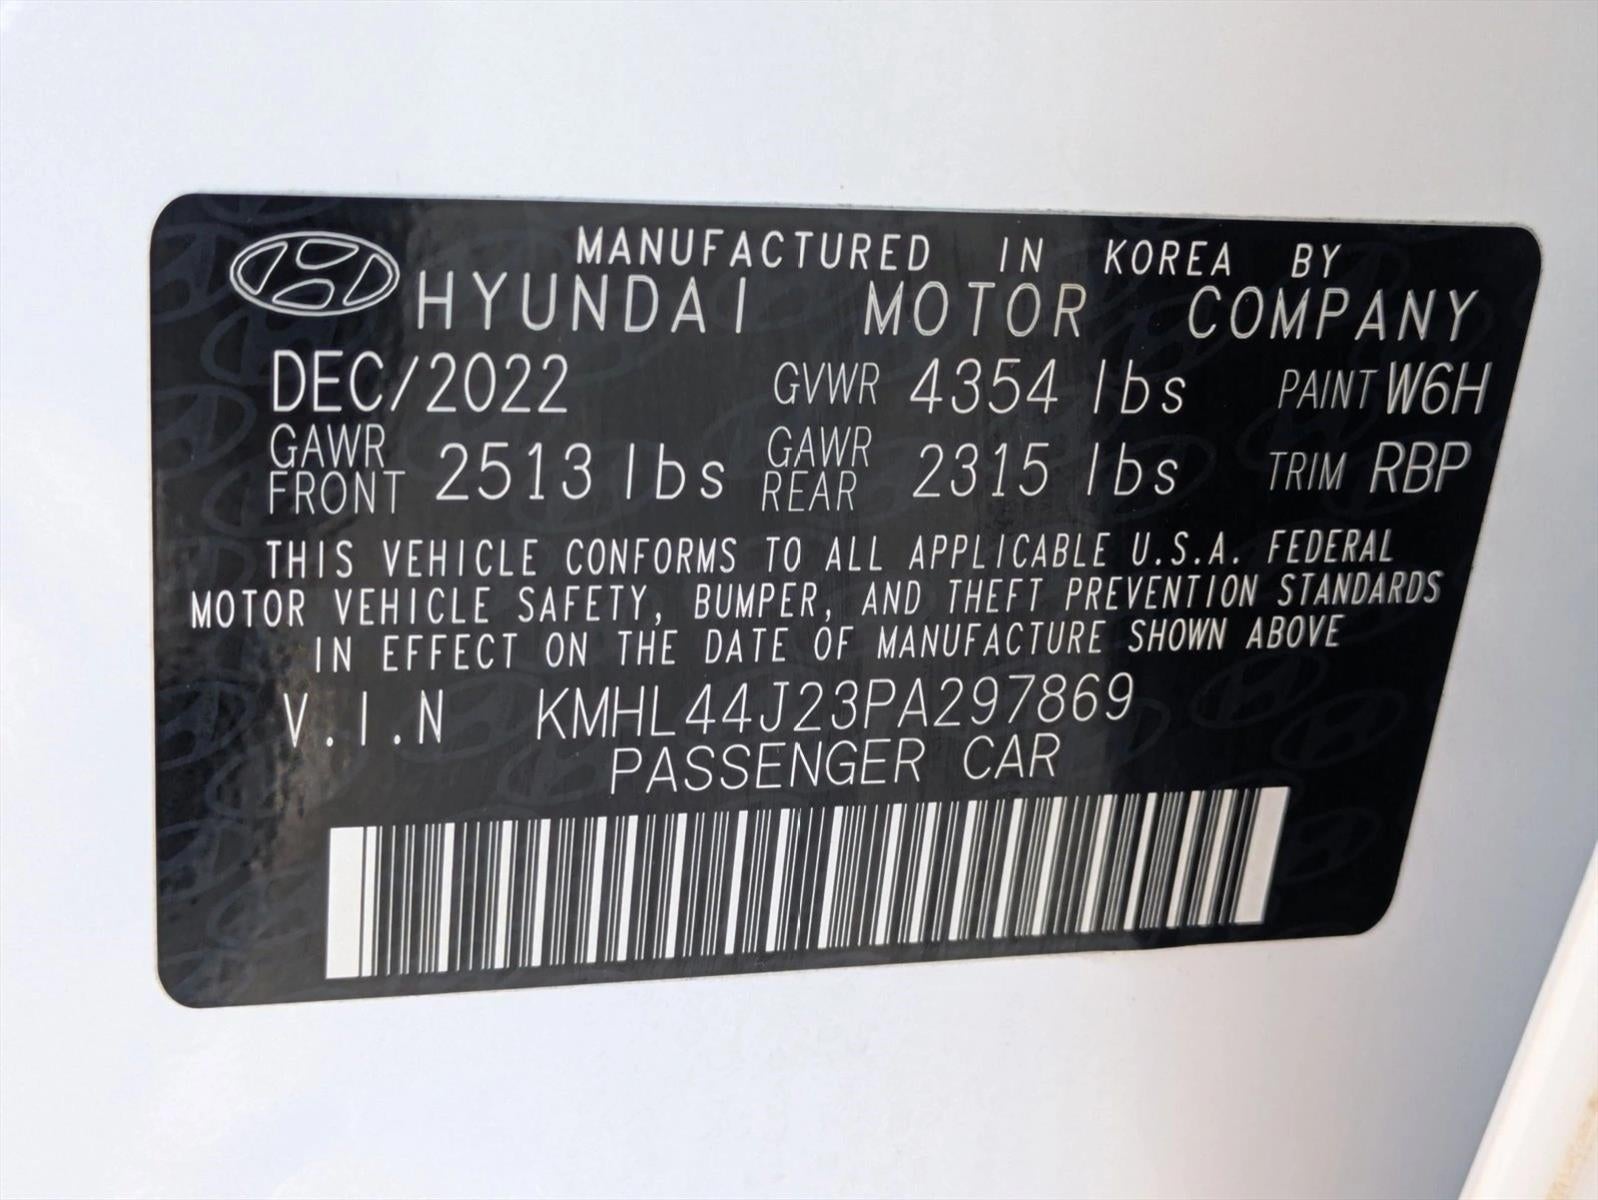 MANUFACTURED IN KOREA BY
HYUNDAI MOTOR COMPANY
DEC/2022 GVWR 4354 lbs PAINT W6H
GAWR FRONT 2513 lbs GAWR REAR 2315 lbs TRIM RBP
THIS VEHICLE CONFORMS TO ALL APPLICABLE U.S.A. FEDERAL
MOTOR VEHICLE SAFETY, BUMPER, AND THEFT PREVENTION STANDARDS
IN EFFECT ON THE DATE OF MANUFACTURE SHOWN ABOVE
V.I.N KMHL44J23PA297869
PASSENGER CAR